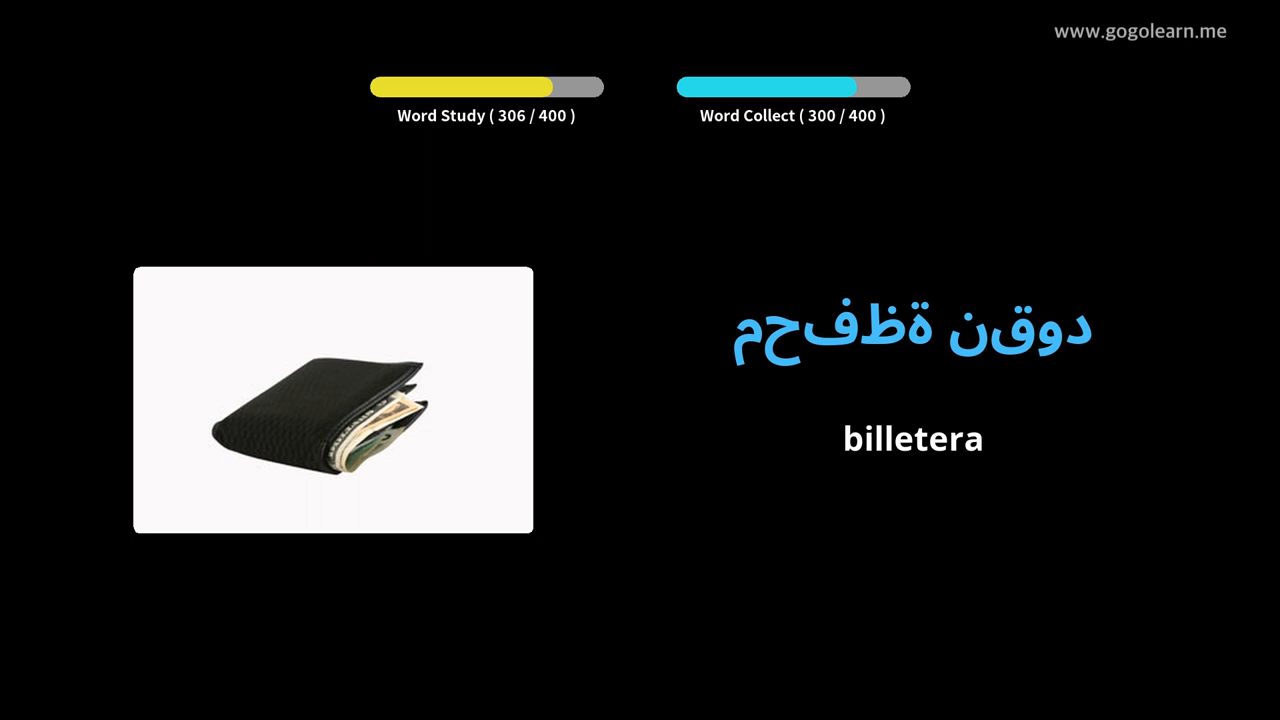 www.gogolearn.me
Word Study ( 306 / 400 )
Word Collect ( 300 / 400 )
محفظة نقود
billetera